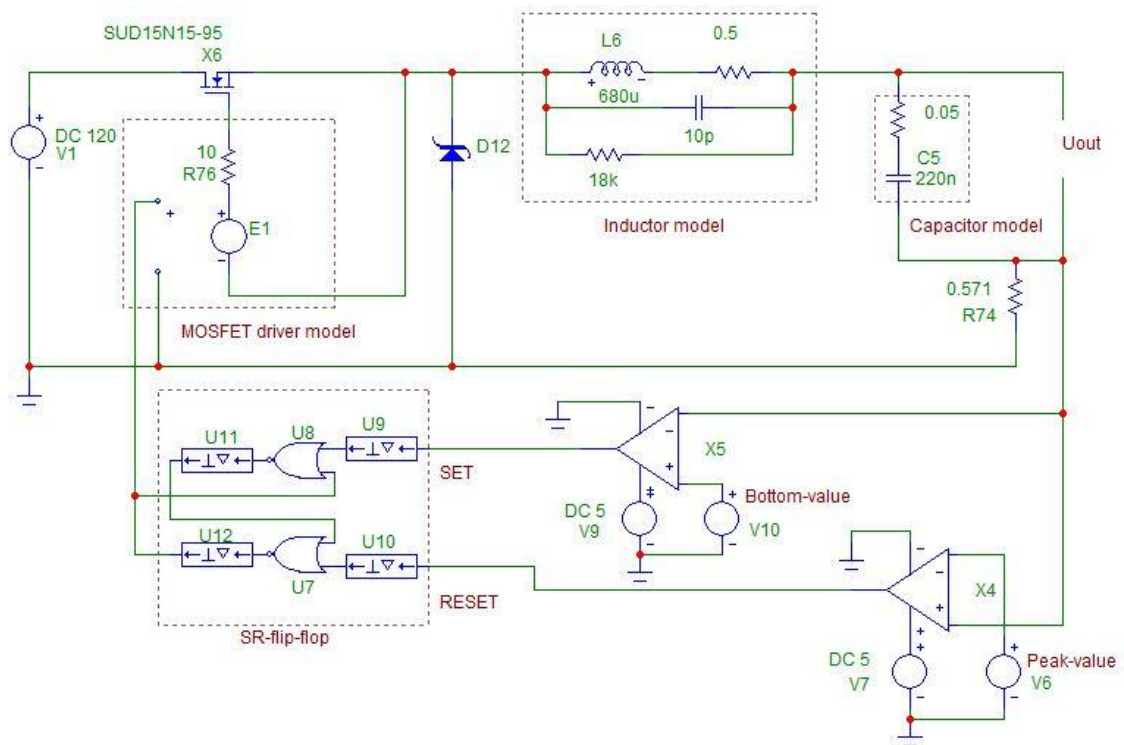 SUD15N15-95
X6
L6
0.5
+ -
680u
10p
18k
Inductor model
+
DC 120
V1
-
10
R76
+
E1
-
+
MOSFET driver model
D12
0.05
C5
220n
Capacitor model
Uout
0.571
R74
U11
U8
U9
SET
U12
U7
U10
RESET
SR-flip-flop
-
+
X5
DC 5
V9
-
Bottom-value
+
V10
-
-
+
X4
+
+
DC 5
V7
-
Peak-value
+
V6
-